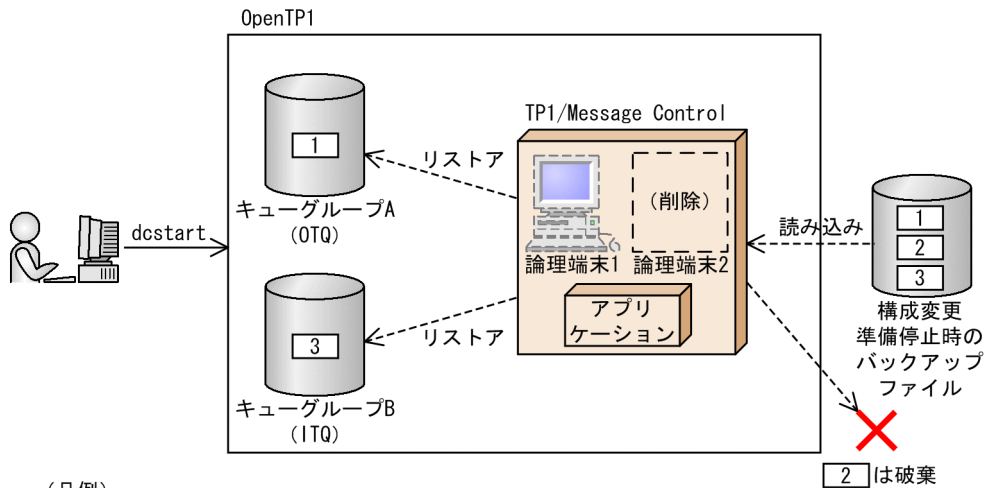 OpenTP1
1
キューグループA
(OTQ)
リストア
TP1/Message Control
(削除)
論理端末1
論理端末2
アプリ
ケーション
dcstart
読み込み
1
2
3
構成変更
準備停止時の
バックアップ
ファイル
リストア
3
キューグループB
(ITQ)
2 は破棄
(凡例)